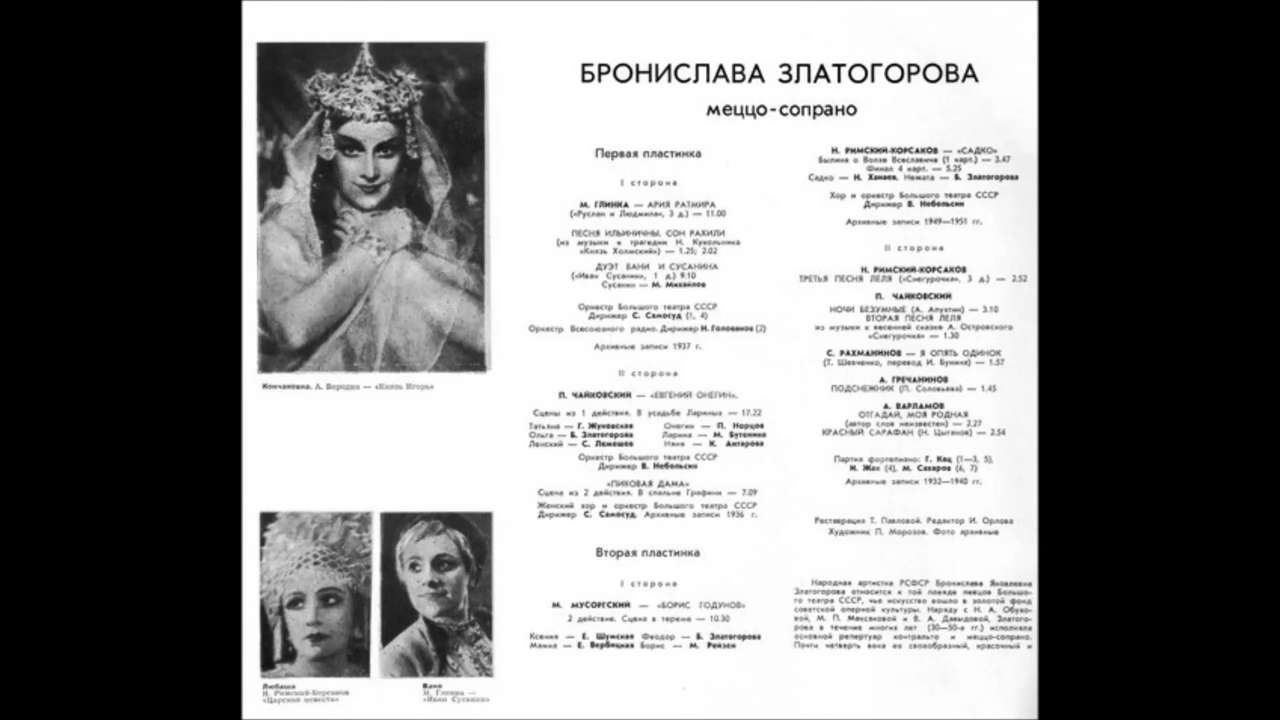 БРОНИСЛАВА ЗЛАТОГОРОВА
меццо-сопрано
Кончаковна. А. Бородин — «Князь Игорь»
Любаша
Н. Римский-Корсаков
«Царская невеста»
Ваня
М. Глинка —
«Иван Сусанин»
Первая пластинка
I сторона
М. ГЛИНКА — АРИЯ РАТМИРА
(«Руслан и Людмила», 3 д.) — 11.00
ПЕСНЯ ИЛЬИНИЧНЫ. СОН РАХИЛИ
(из музыки к трагедии Н. Кукольника
«Князь Холмский») — 1.25; 2.02
ДУЭТ ВАНИ И СУСАНИНА
(«Иван Сусанин», 1 д.) 9.10
Сусанин — М. Михайлов
Оркестр Большого театра СССР
Дирижер С. Самосуд (1, 4)
Оркестр Всесоюзного радио. Дирижер Н. Голованов (2)
Архивные записи 1937 г.
II сторона
П. ЧАЙКОВСКИЙ — «ЕВГЕНИЙ ОНЕГИН».
Сцены из 1 действия. В усадьбе Лариных — 17.22
Татьяна — Г. Жуковская Онегин — П. Норцов
Ольга — Б. Златогорова Ларина — М. Бутенина
Ленский — С. Лемешев Няня — К. Антарова
Оркестр Большого театра СССР
Дирижер В. Небольсин
«ПИКОВАЯ ДАМА»
Сцена из 2 действия. В спальне Графини — 7.09
Женский хор и оркестр Большого театра СССР
Дирижер С. Самосуд. Архивные записи 1936 г.
Вторая пластинка
I сторона
М. МУСОРГСКИЙ — «БОРИС ГОДУНОВ»
2 действие. Сцена в тереме — 10.30
Ксения — Е. Шумская Феодор — Б. Златогорова
Мамка — Е. Вербицкая Борис — М. Рейзен
Н. РИМСКИЙ-КОРСАКОВ — «САДКО»
Былина о Волхе Всеславиче (1 карт.) — 3.47
Финал 4 карт. — 5.25
Садко — Н. Ханаев, Нежата — Б. Златогорова
Хор и оркестр Большого театра СССР
Дирижер В. Небольсин
Архивные записи 1949—1951 гг.
II сторона
Н. РИМСКИЙ-КОРСАКОВ
ТРЕТЬЯ ПЕСНЯ ЛЕЛЯ («Снегурочка», 3 д.) — 2.52
П. ЧАЙКОВСКИЙ
НОЧИ БЕЗУМНЫЕ (А. Апухтин) — 3.10
ВТОРАЯ ПЕСНЯ ЛЕЛЯ
из музыки к весенней сказке А. Островского
«Снегурочка» — 1.30
С. РАХМАНИНОВ — Я ОПЯТЬ ОДИНОК
(Т. Шевченко, перевод И. Бунина) — 1.57
А. ГРЕЧАНИНОВ
ПОДСНЕЖНИК (П. Соловьева) — 1.45
А. ВАРЛАМОВ
ОТГАДАЙ, МОЯ РОДНАЯ
(автор слов неизвестен) — 2.27
КРАСНЫЙ САРАФАН (Н. Цыганов) — 2.54
Партия фортепиано: Г. Кац (1—3, 5),
И. Жак (4), М. Сахаров (6, 7)
Архивные записи 1932—1940 гг.
Реставрация Т. Павловой. Редактор И. Орлова
Художник П. Морозов. Фото архивные
Народная артистка РСФСР Бронислава Яковлевна
Златогорова относится к той плеяде певцов Большо-
го театра СССР, чье искусство вошло в золотой фонд
советской оперной культуры. Наряду с Н. А. Обухо-
вой, М. П. Максаковой и В. А. Давыдовой, Златого-
рова в течение многих лет (30—50-е гг.) исполняла
основной репертуар контральто и меццо-сопрано.
Почти четверть века ее своеобразный, красочный и